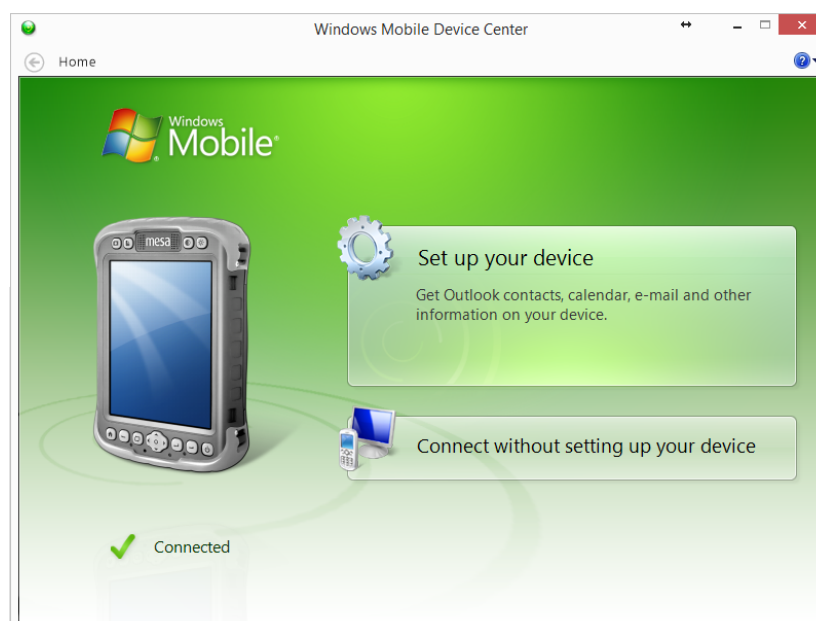 Windows Mobile Device Center
Home
Windows
Mobile®
mesa
Set up your device
Get Outlook contacts, calendar, e-mail and other
information on your device.
Connect without setting up your device
Connected